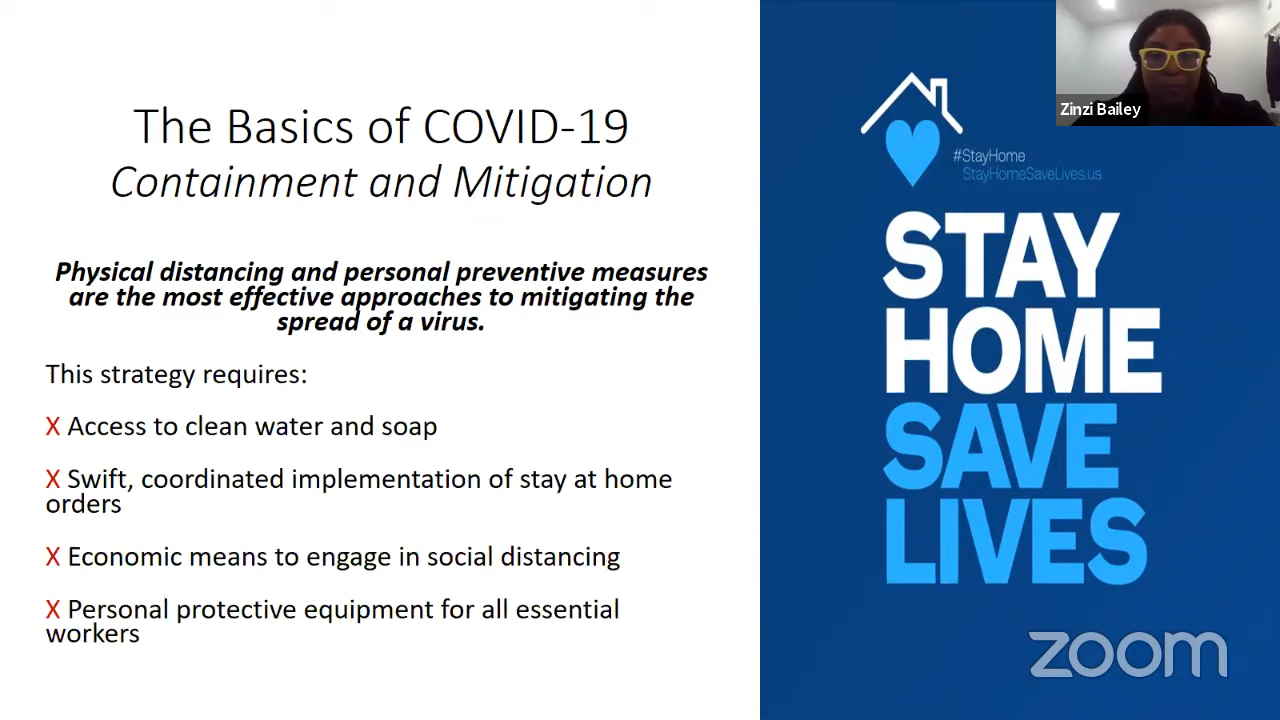 The Basics of COVID-19
Containment and Mitigation
Physical distancing and personal preventive measures
are the most effective approaches to mitigating the
spread of a virus.
This strategy requires:
X Access to clean water and soap
X Swift, coordinated implementation of stay at home
orders
X Economic means to engage in social distancing
X Personal protective equipment for all essential
workers
Zinzi Bailey
#StayHome
StayHomeSaveLives.us
STAY
HOME
SAVE
LIVES
zoom